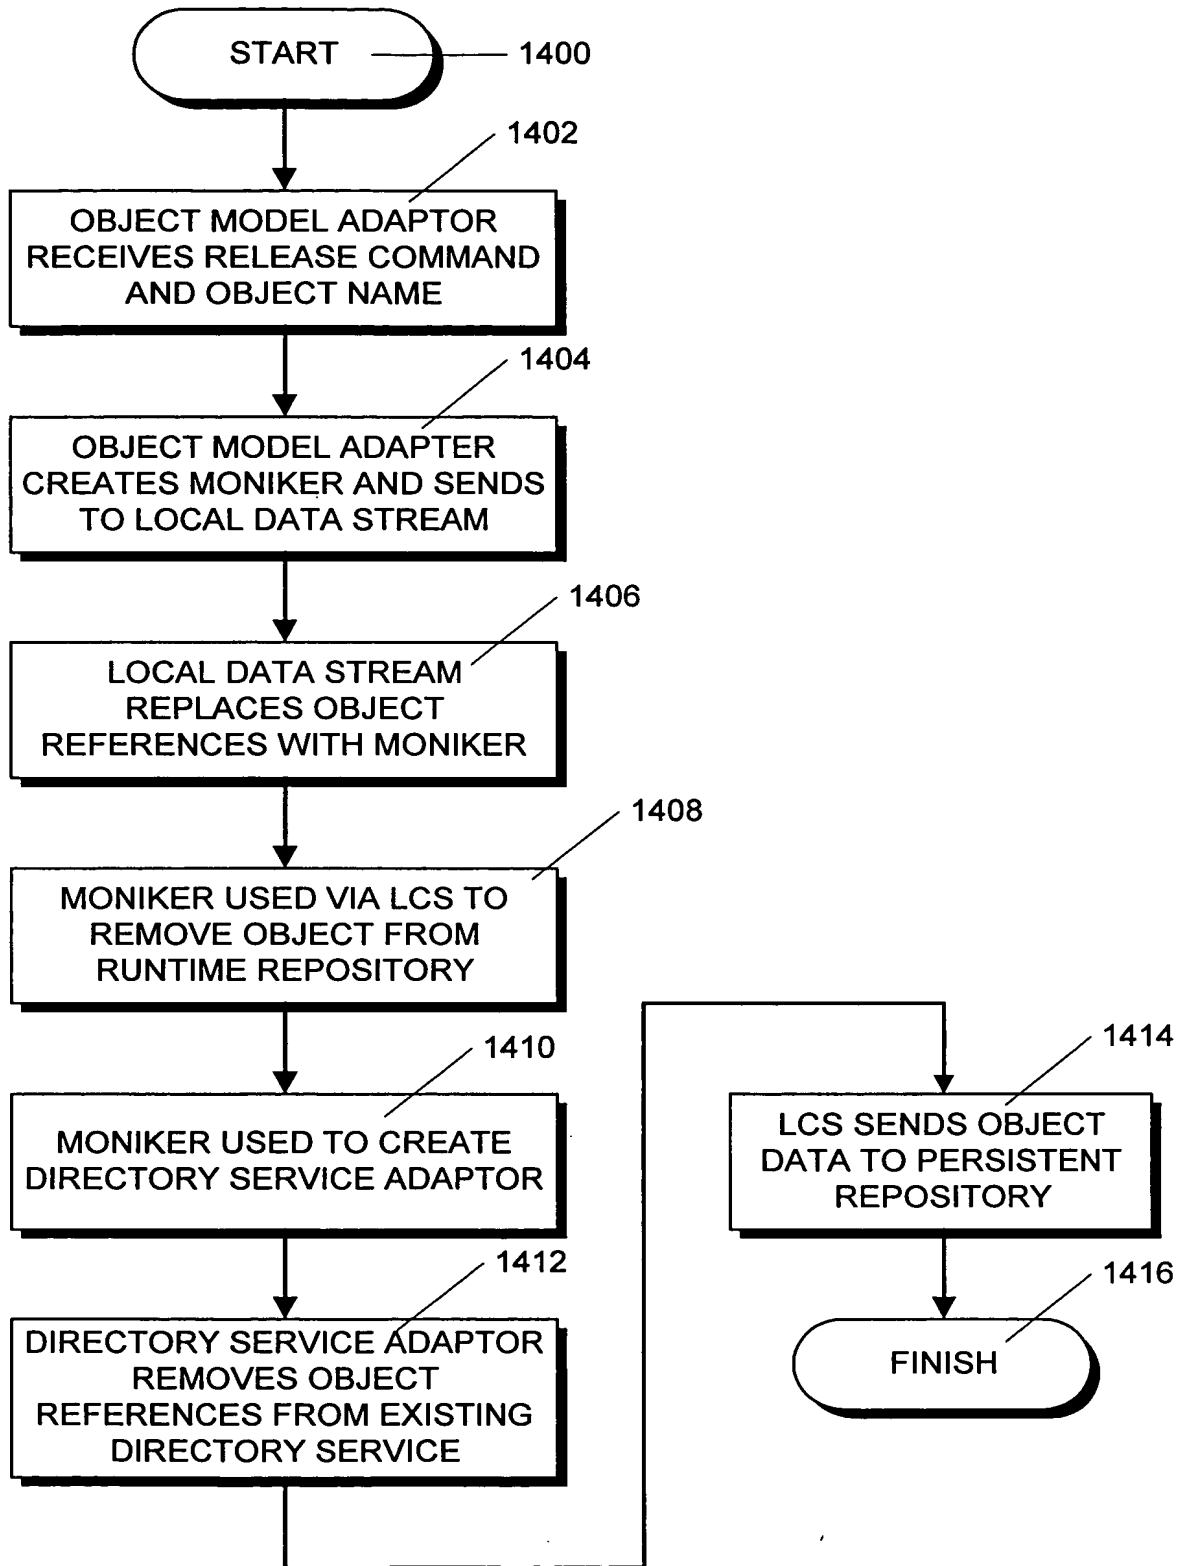 START
1400
1402
OBJECT MODEL ADAPTOR
RECEIVES RELEASE COMMAND
AND OBJECT NAME
1404
OBJECT MODEL ADAPTER
CREATES MONIKER AND SENDS
TO LOCAL DATA STREAM
1406
LOCAL DATA STREAM
REPLACES OBJECT
REFERENCES WITH MONIKER
1408
MONIKER USED VIA LCS TO
REMOVE OBJECT FROM
RUNTIME REPOSITORY
1410
MONIKER USED TO CREATE
DIRECTORY SERVICE ADAPTOR
1412
DIRECTORY SERVICE ADAPTOR
REMOVES OBJECT
REFERENCES FROM EXISTING
DIRECTORY SERVICE
1414
LCS SENDS OBJECT
DATA TO PERSISTENT
REPOSITORY
1416
FINISH